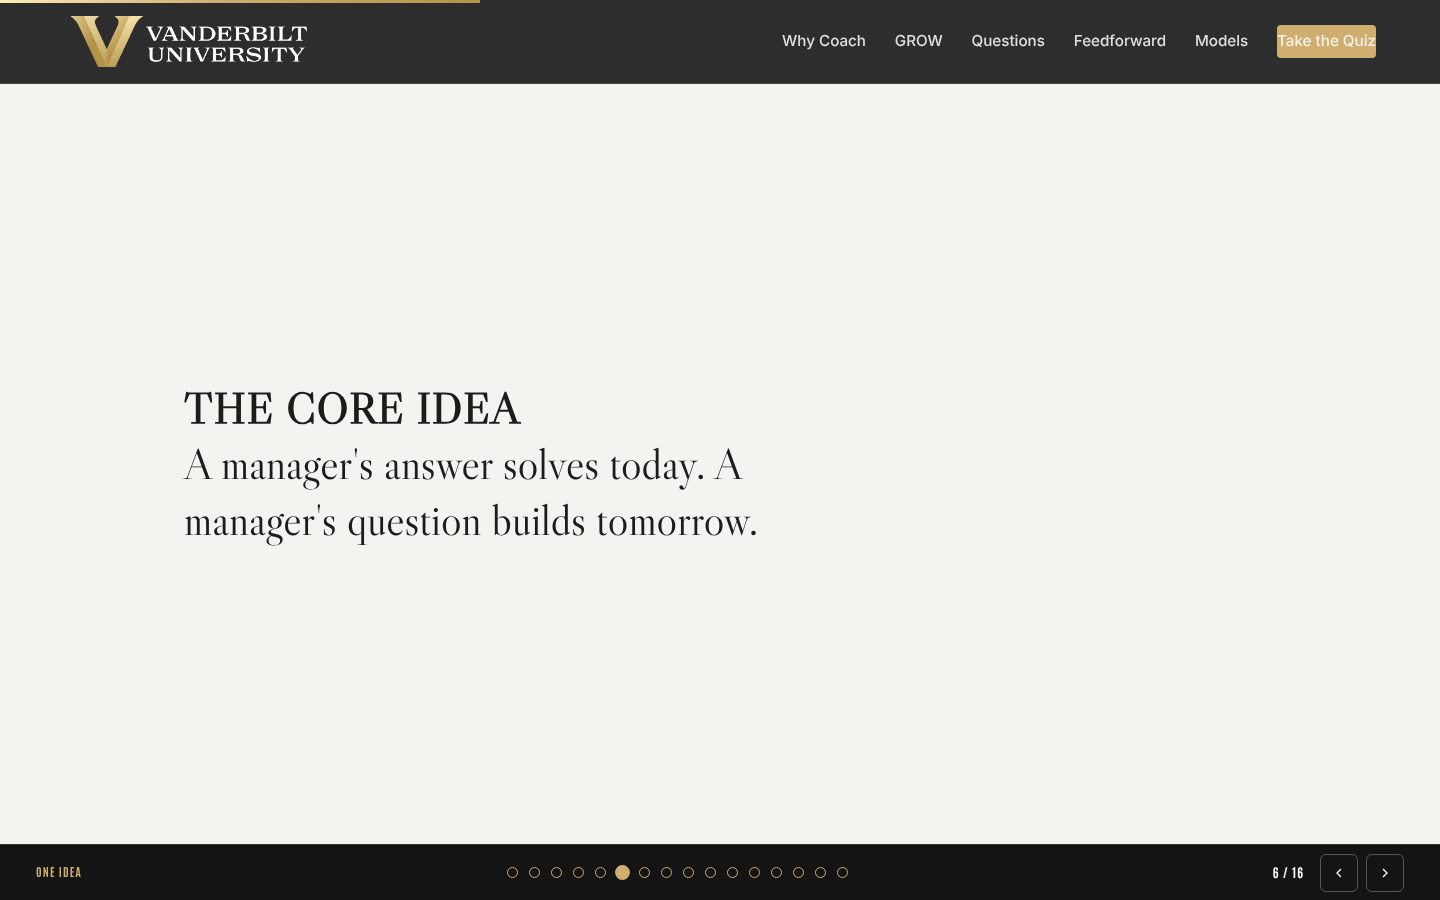 VANDERBILT
UNIVERSITY
Why Coach
GROW
Questions
Feedforward
Models
Take the Quiz
THE CORE IDEA
A manager's answer solves today. A
manager's question builds tomorrow.
ONE IDEA
6 / 16